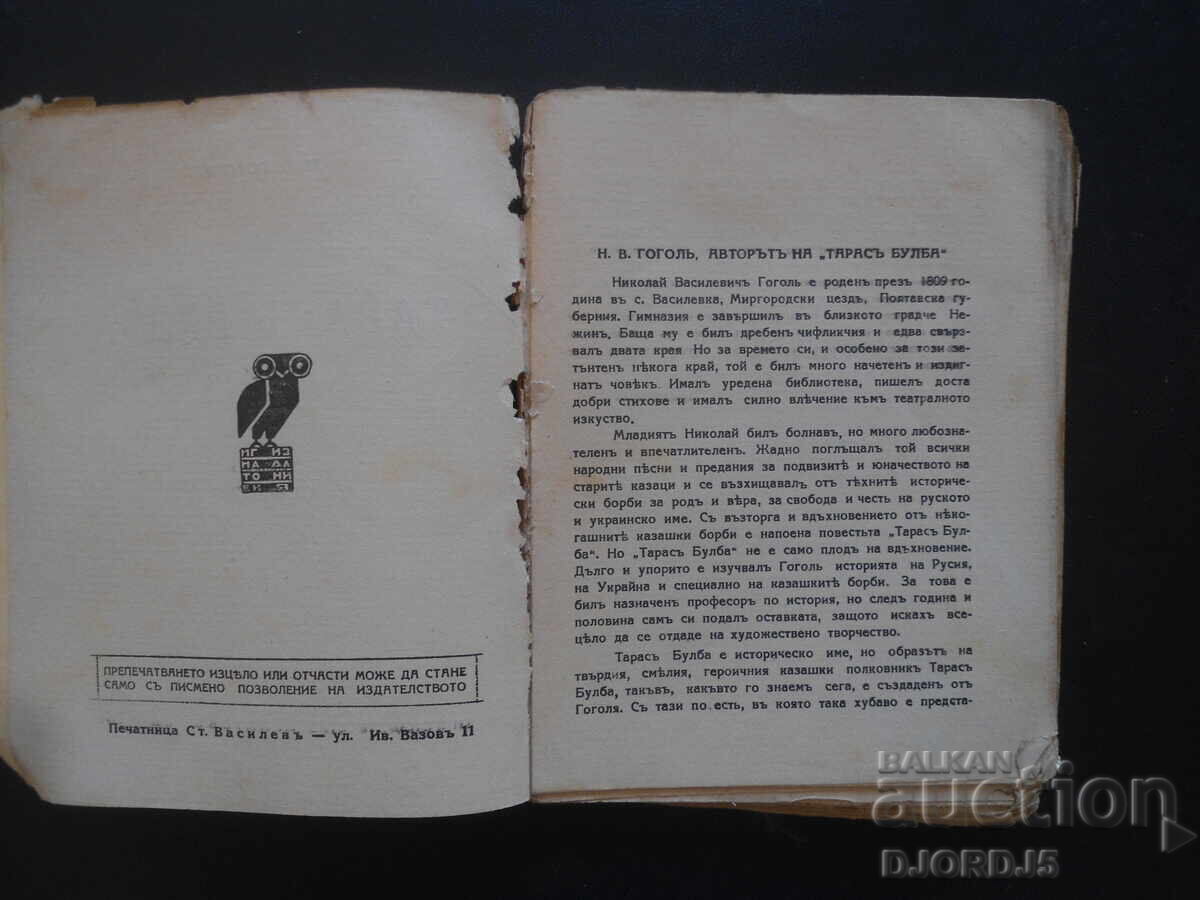 ИГ ИЗ
НА ДА
ТО НИ
ВИ Я
ПРЕПЕЧАТВАНЕТО ИЗЦѢЛО ИЛИ ОТЧАСТИ МОЖЕ ДА СТАНЕ
САМО СЪ ПИСМЕНО ПОЗВОЛЕНИЕ НА ИЗДАТЕЛСТВОТО
Печатница Ст. Василевъ — ул. Ив. Вазовъ 11
Н. В. ГОГОЛЬ, АВТОРЪТЪ НА „ТАРАСЪ БУЛБА“
Николай Василевичъ Гоголь е роденъ презъ 1809 го-
дина въ с. Василевка, Миргородски цездъ, Полтавска гу-
берния. Гимназия е завършилъ въ близкото градче Не-
жинъ. Баща му е билъ дребенъ чифликчия и едва свър-
валъ двата края Но за времето си, и особено за този за-
тънтенъ нѣкога край, той е билъ много начетенъ и издиг-
натъ човѣкъ. Ималъ уредена библиотека, пишелъ доста
добри стихове и ималъ силно влѣчение къмъ театралното
изкуство.
Младиятъ Николай билъ болнавъ, но много любозна-
теленъ и впечатлителенъ. Жадно поглъщалъ той всички
народни пѣсни и предания за подвизитѣ и юначеството на
старитѣ казаци и се възхищавалъ отъ тѣхнитѣ историче-
ски борби за родъ и вѣра, за свобода и честь на руското
и украинско име. Съ възторга и вдъхновението отъ нѣко-
гашнитѣ казашки борби е напоена повестьта „Тарасъ Бул-
ба“. Но „Тарасъ Булба“ не е само плодъ на вдъхновение.
Дълго и упорито е изучвалъ Гоголь историята на Русия,
на Украйна и специално на казашкитѣ борби. За това е
билъ назначенъ професоръ по история, но следъ година и
половина самъ си подалъ оставката, защото искахъ все-
цѣло да се отдаде на художествено творчество.
Тарасъ Булба е историческо име, но образътъ на
твърдия, смѣлия, героичния казашки полковникъ Тарасъ
Булба, такъвъ, какъвто го знаемъ сега, е създаденъ отъ
Гоголя. Съ тази по есть, въ която така хубаво е предста-
BALKAN
auction
DJORDJ5